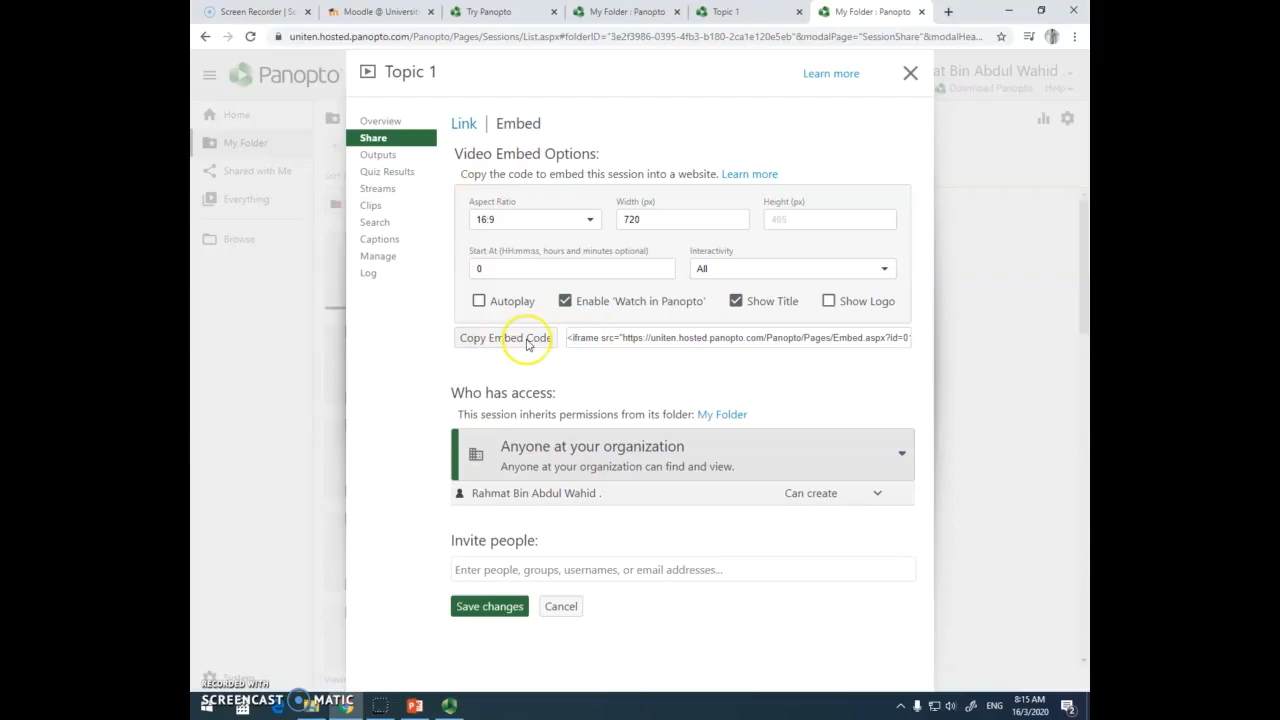 Screen Recorder | Sc
Moodle @ Universit
Try Panopto
My Folder : Panopto
Topic 1
My Folder : Panopto
uniten.hosted.panopto.com/Panopto/Pages/Sessions/List.aspx#folderID="3e2f3986-0395-4fb3-b180-2ca1e120e5eb"&modalPage="SessionShare"&modalHea...
Panopto
Topic 1
Learn more
at Bin Abdul Wahid .
Download Panopto
Help
Home
My Folder
Shared with Me
Everything
Browse
System
Overview
Share
Outputs
Quiz Results
Streams
Clips
Search
Captions
Manage
Log
Link | Embed
Video Embed Options:
Copy the code to embed this session into a website. Learn more
Aspect Ratio Width (px) Height (px)
16:9 720 405
Start At (HH:mm:ss, hours and minutes optional) Interactivity
0 All
Autoplay Enable 'Watch in Panopto' Show Title Show Logo
Copy Embed Code <iframe src="https://uniten.hosted.panopto.com/Panopto/Pages/Embed.aspx?id=0
Who has access:
This session inherits permissions from its folder: My Folder
Anyone at your organization
Anyone at your organization can find and view.
Rahmat Bin Abdul Wahid . Can create
Invite people:
Enter people, groups, usernames, or email addresses...
Save changes Cancel
RECORDED WITH
SCREENCAST MATIC
ENG
8:15 AM
16/3/2020
2